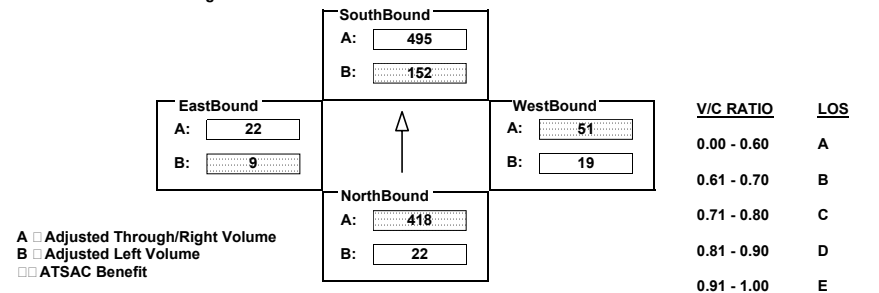 SouthBound
A: 495
B: 152
EastBound
A: 22
B: 9
WestBound
A: 51
B: 19
NorthBound
A: 418
B: 22
A □ Adjusted Through/Right Volume
B □ Adjusted Left Volume
□□ ATSAC Benefit
V/C RATIO LOS
0.00 - 0.60 A
0.61 - 0.70 B
0.71 - 0.80 C
0.81 - 0.90 D
0.91 - 1.00 E